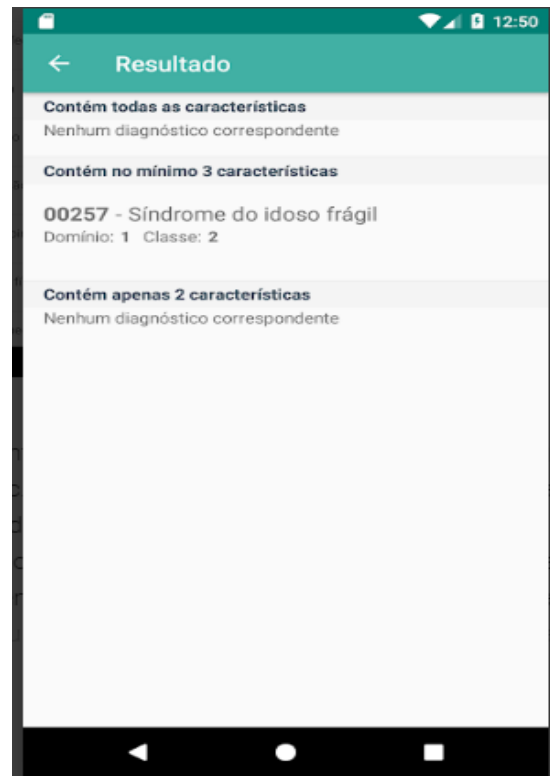 12:50
Resultado
Contém todas as características
Nenhum diagnóstico correspondente
Contém no mínimo 3 características
00257 - Síndrome do idoso frágil
Domínio: 1 Classe: 2
Contém apenas 2 características
Nenhum diagnóstico correspondente